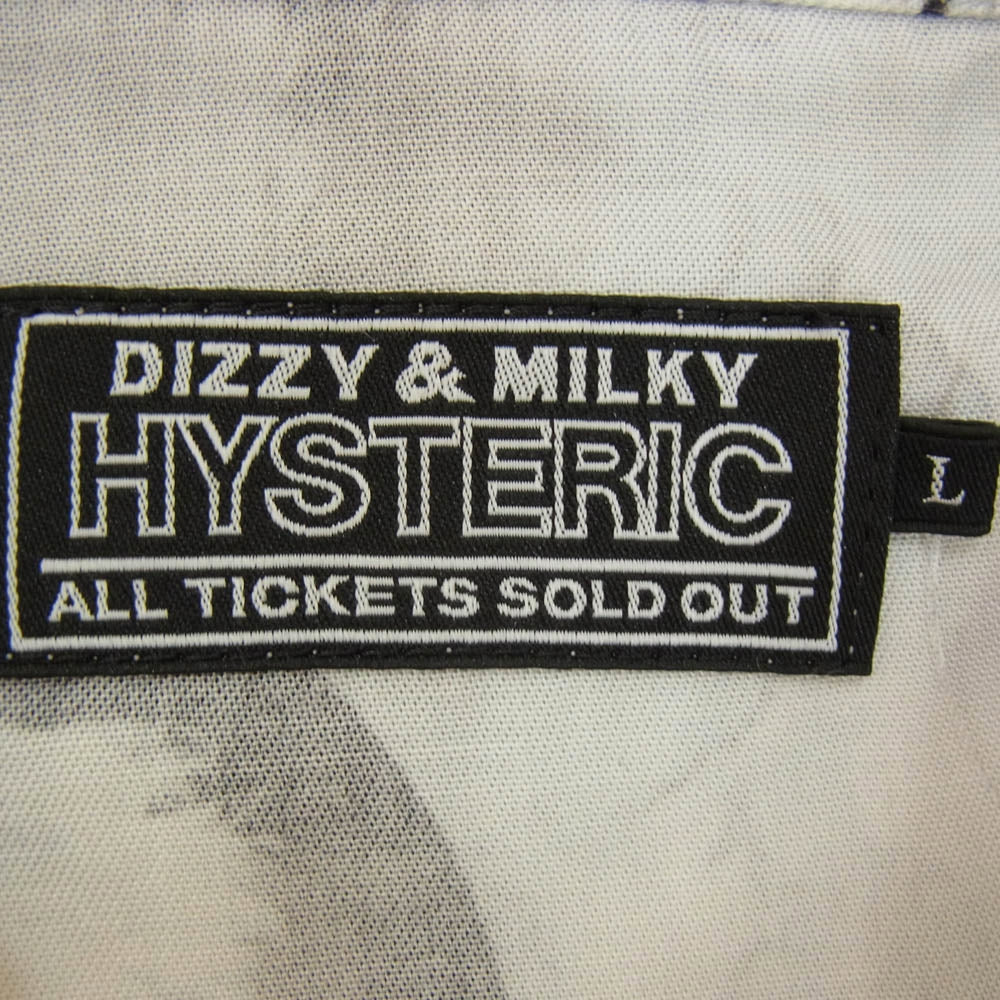 DIZZY & MILKY
HYSTERIC
ALL TICKETS SOLD OUT
L